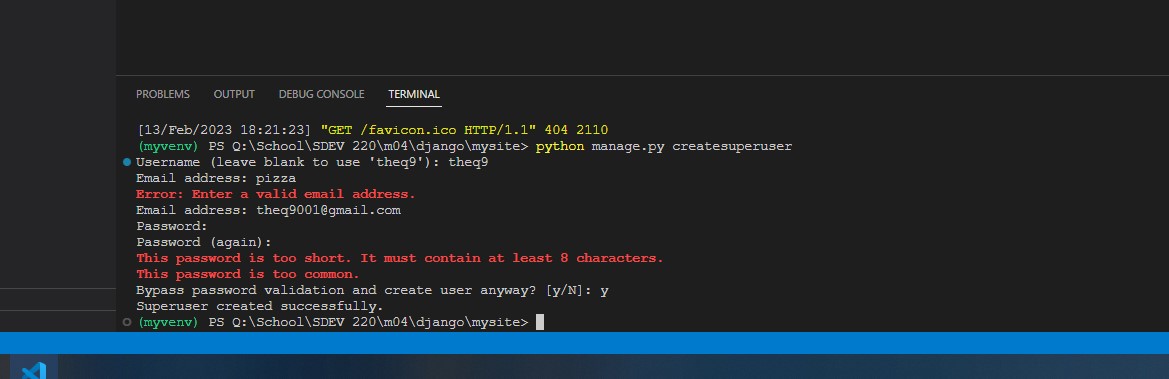 PROBLEMS OUTPUT DEBUG CONSOLE TERMINAL
[13/Feb/2023 18:21:23] "GET /favicon.ico HTTP/1.1" 404 2110
(myvenv) PS Q:\School\SDEV 220\m04\django\mysite> python manage.py createsuperuser
Username (leave blank to use 'theq9'): theq9
Email address: pizza
Error: Enter a valid email address.
Email address: theq9001@gmail.com
Password:
Password (again):
This password is too short. It must contain at least 8 characters.
This password is too common.
Bypass password validation and create user anyway? [y/N]: y
Superuser created successfully.
(myvenv) PS Q:\School\SDEV 220\m04\django\mysite>